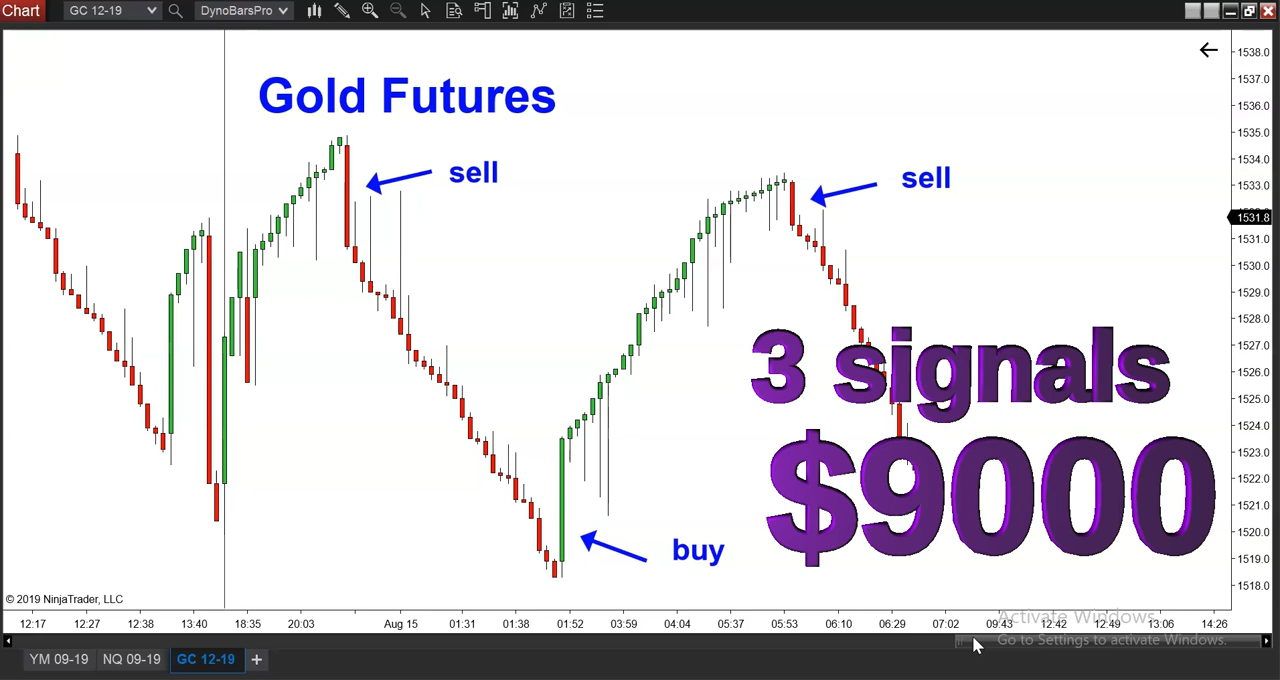 Chart GC 12-19 DynoBarsPro
Gold Futures
sell
sell
buy
3 signals
$9000
1538.0
1537.0
1536.0
1535.0
1534.0
1533.0
1531.8
1531.0
1530.0
1529.0
1528.0
1527.0
1526.0
1525.0
1524.0
1523.0
1522.0
1521.0
1520.0
1519.0
1518.0
© 2019 NinjaTrader, LLC
12:17 12:27 12:38 13:40 18:35 20:03 Aug 15 01:31 01:38 01:52 03:59 04:04 05:37 05:53 06:10 06:29 07:02 09:43 12:42 12:49 13:06 14:26
Activate Windows
Go to Settings to activate Windows.
YM 09-19 NQ 09-19 GC 12-19 +